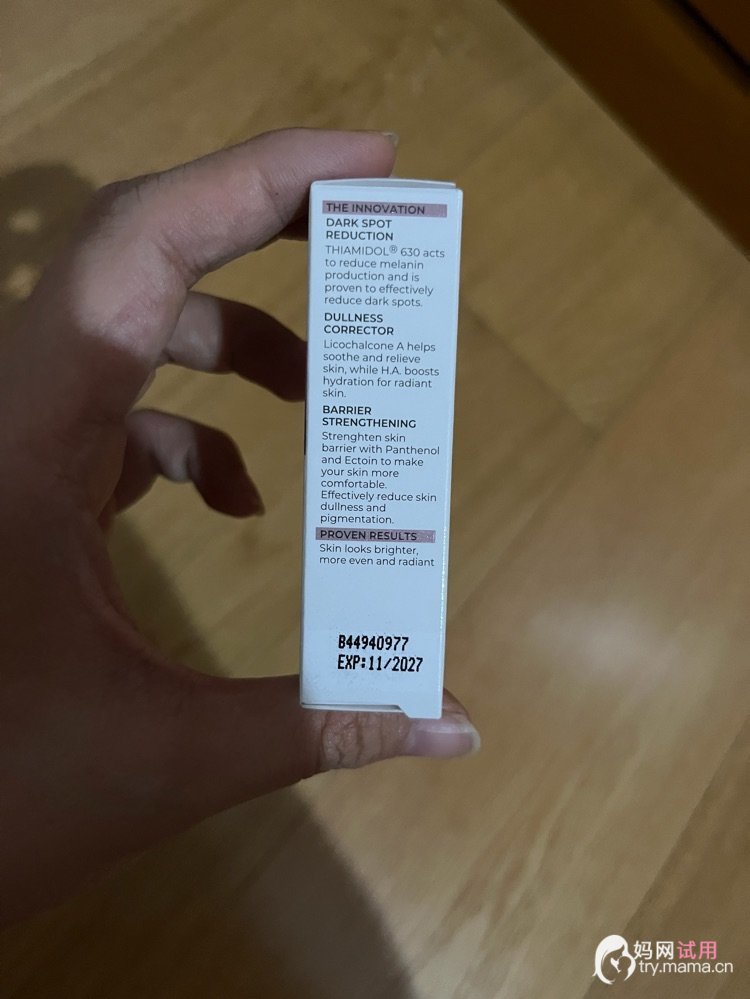 THE INNOVATION
DARK SPOT
REDUCTION
THIAMIDOL® 630 acts
to reduce melanin
production and is
proven to effectively
reduce dark spots.
DULLNESS
CORRECTOR
Licochalcone A helps
soothe and relieve
skin, while H.A. boosts
hydration for radiant
skin.
BARRIER
STRENGTHENING
Strenghten skin
barrier with Panthenol
and Ectoin to make
your skin more
comfortable.
Effectively reduce skin
dullness and
pigmentation.
PROVEN RESULTS
Skin looks brighter,
more even and radiant
B44940977
EXP:11/2027
妈网试用
try.mama.cn